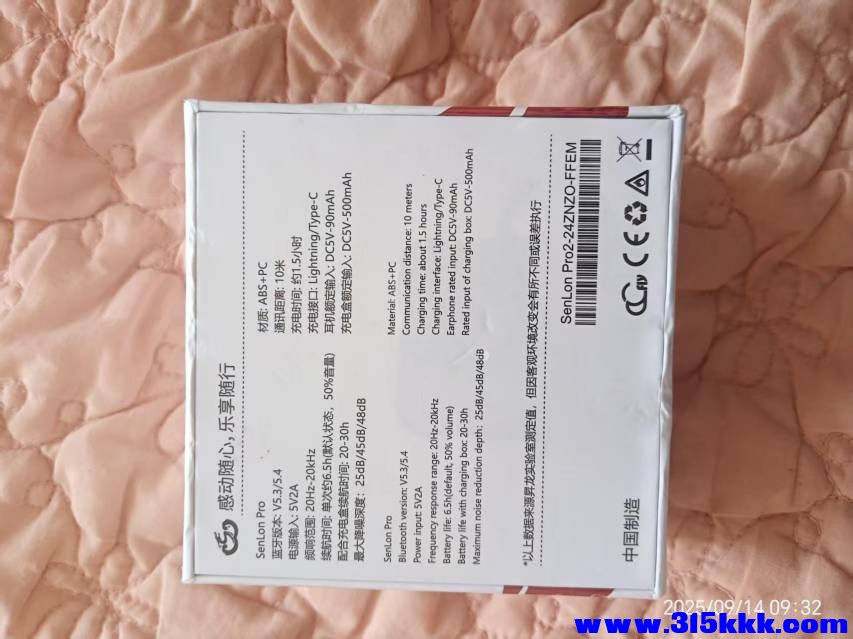 感动随心，乐享随行
SenLon Pro
蓝牙版本: V5.3/5.4
电源输入: 5V2A
频响范围: 20Hz-20kHz
续航时间: 单次约6.5h(默认状态，50%音量)
配合充电盒续航时间: 20-30h
最大降噪深度：25dB/45dB/48dB
材质: ABS+PC
通讯距离: 10米
充电时间: 约1.5小时
充电接口: Lightning/Type-C
耳机额定输入: DC5V-90mAh
充电盒额定输入: DC5V-500mAh
SenLon Pro
Bluetooth version: V5.3/5.4
Power input: 5V2A
Frequency response range: 20Hz-20kHz
Battery life: 6.5h(default, 50% volume)
Battery life with charging box: 20-30h
Maximum noise reduction depth：25dB/45dB/48dB
Material: ABS+PC
Communication distance: 10 meters
Charging time: about 1.5 hours
Charging interface: Lightning/Type-C
Earphone rated input: DC5V-90mAh
Rated input of charging box: DC5V-500mAh
*以上数据来源昇龙实验室测定值，但因客观环境改变会有所不同或误差执行
中国制造
SenLon Pro2-24ZNZO-FFEM
CE
2025/09/14 09:32
www.315kkk.com